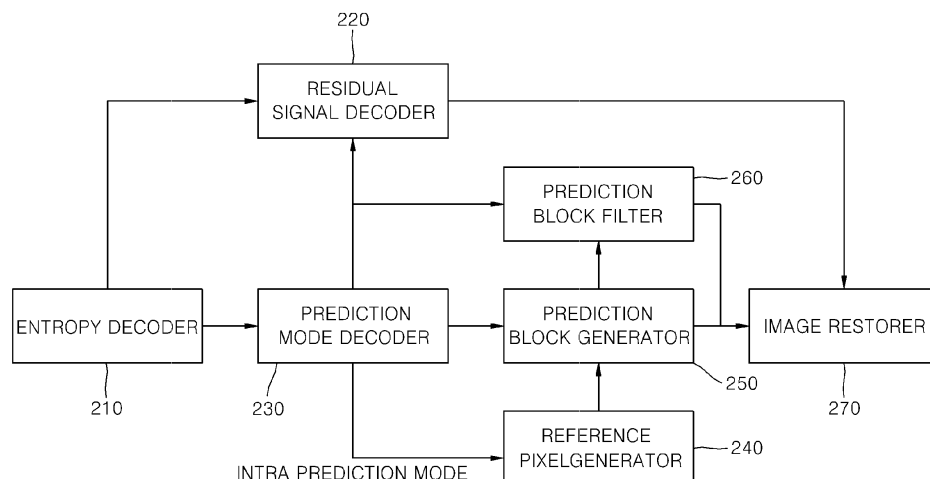 220
RESIDUAL
SIGNAL DECODER
PREDICTION
BLOCK FILTER
260
ENTROPY DECODER
210
PREDICTION
MODE DECODER
230
PREDICTION
BLOCK GENERATOR
250
IMAGE RESTORER
270
REFERENCE
PIXELGENERATOR
240
INTRA PREDICTION MODE